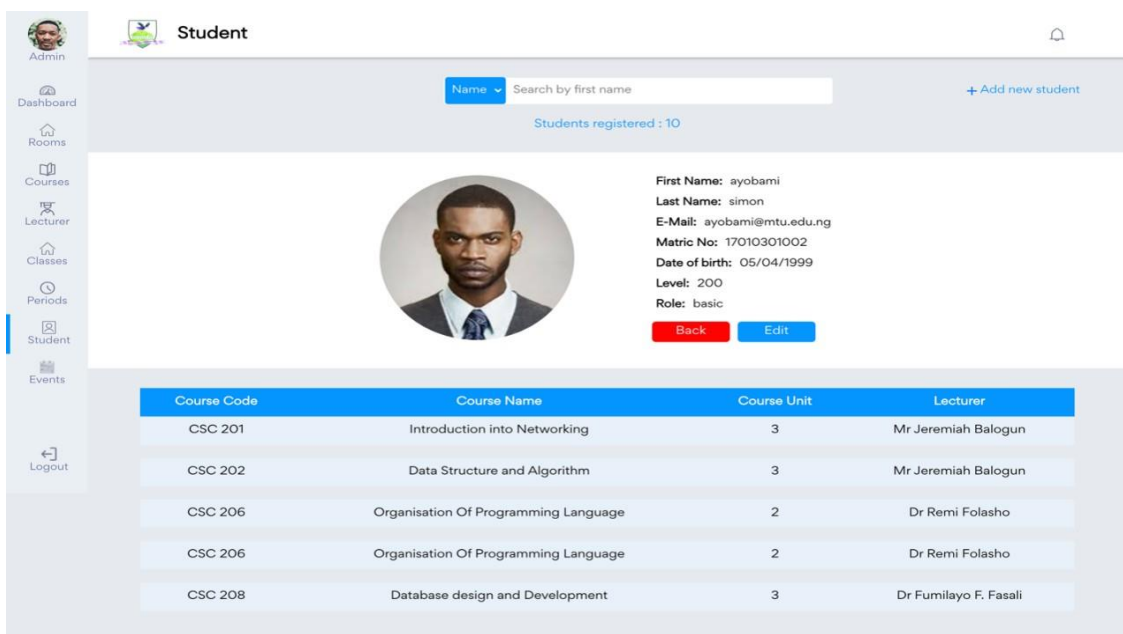 Student
Admin
Dashboard
Rooms
Courses
Lecturer
Classes
Periods
Student
Events
Logout
Name Search by first name
+ Add new student
Students registered : 10
First Name: ayobami
Last Name: simon
E-Mail: ayobami@mtu.edu.ng
Matric No: 17010301002
Date of birth: 05/04/1999
Level: 200
Role: basic
Back Edit
Course Code Course Name Course Unit Lecturer
CSC 201 Introduction into Networking 3 Mr Jeremiah Balogun
CSC 202 Data Structure and Algorithm 3 Mr Jeremiah Balogun
CSC 206 Organisation Of Programming Language 2 Dr Remi Folasho
CSC 206 Organisation Of Programming Language 2 Dr Remi Folasho
CSC 208 Database design and Development 3 Dr Fumilayo F. Fasali